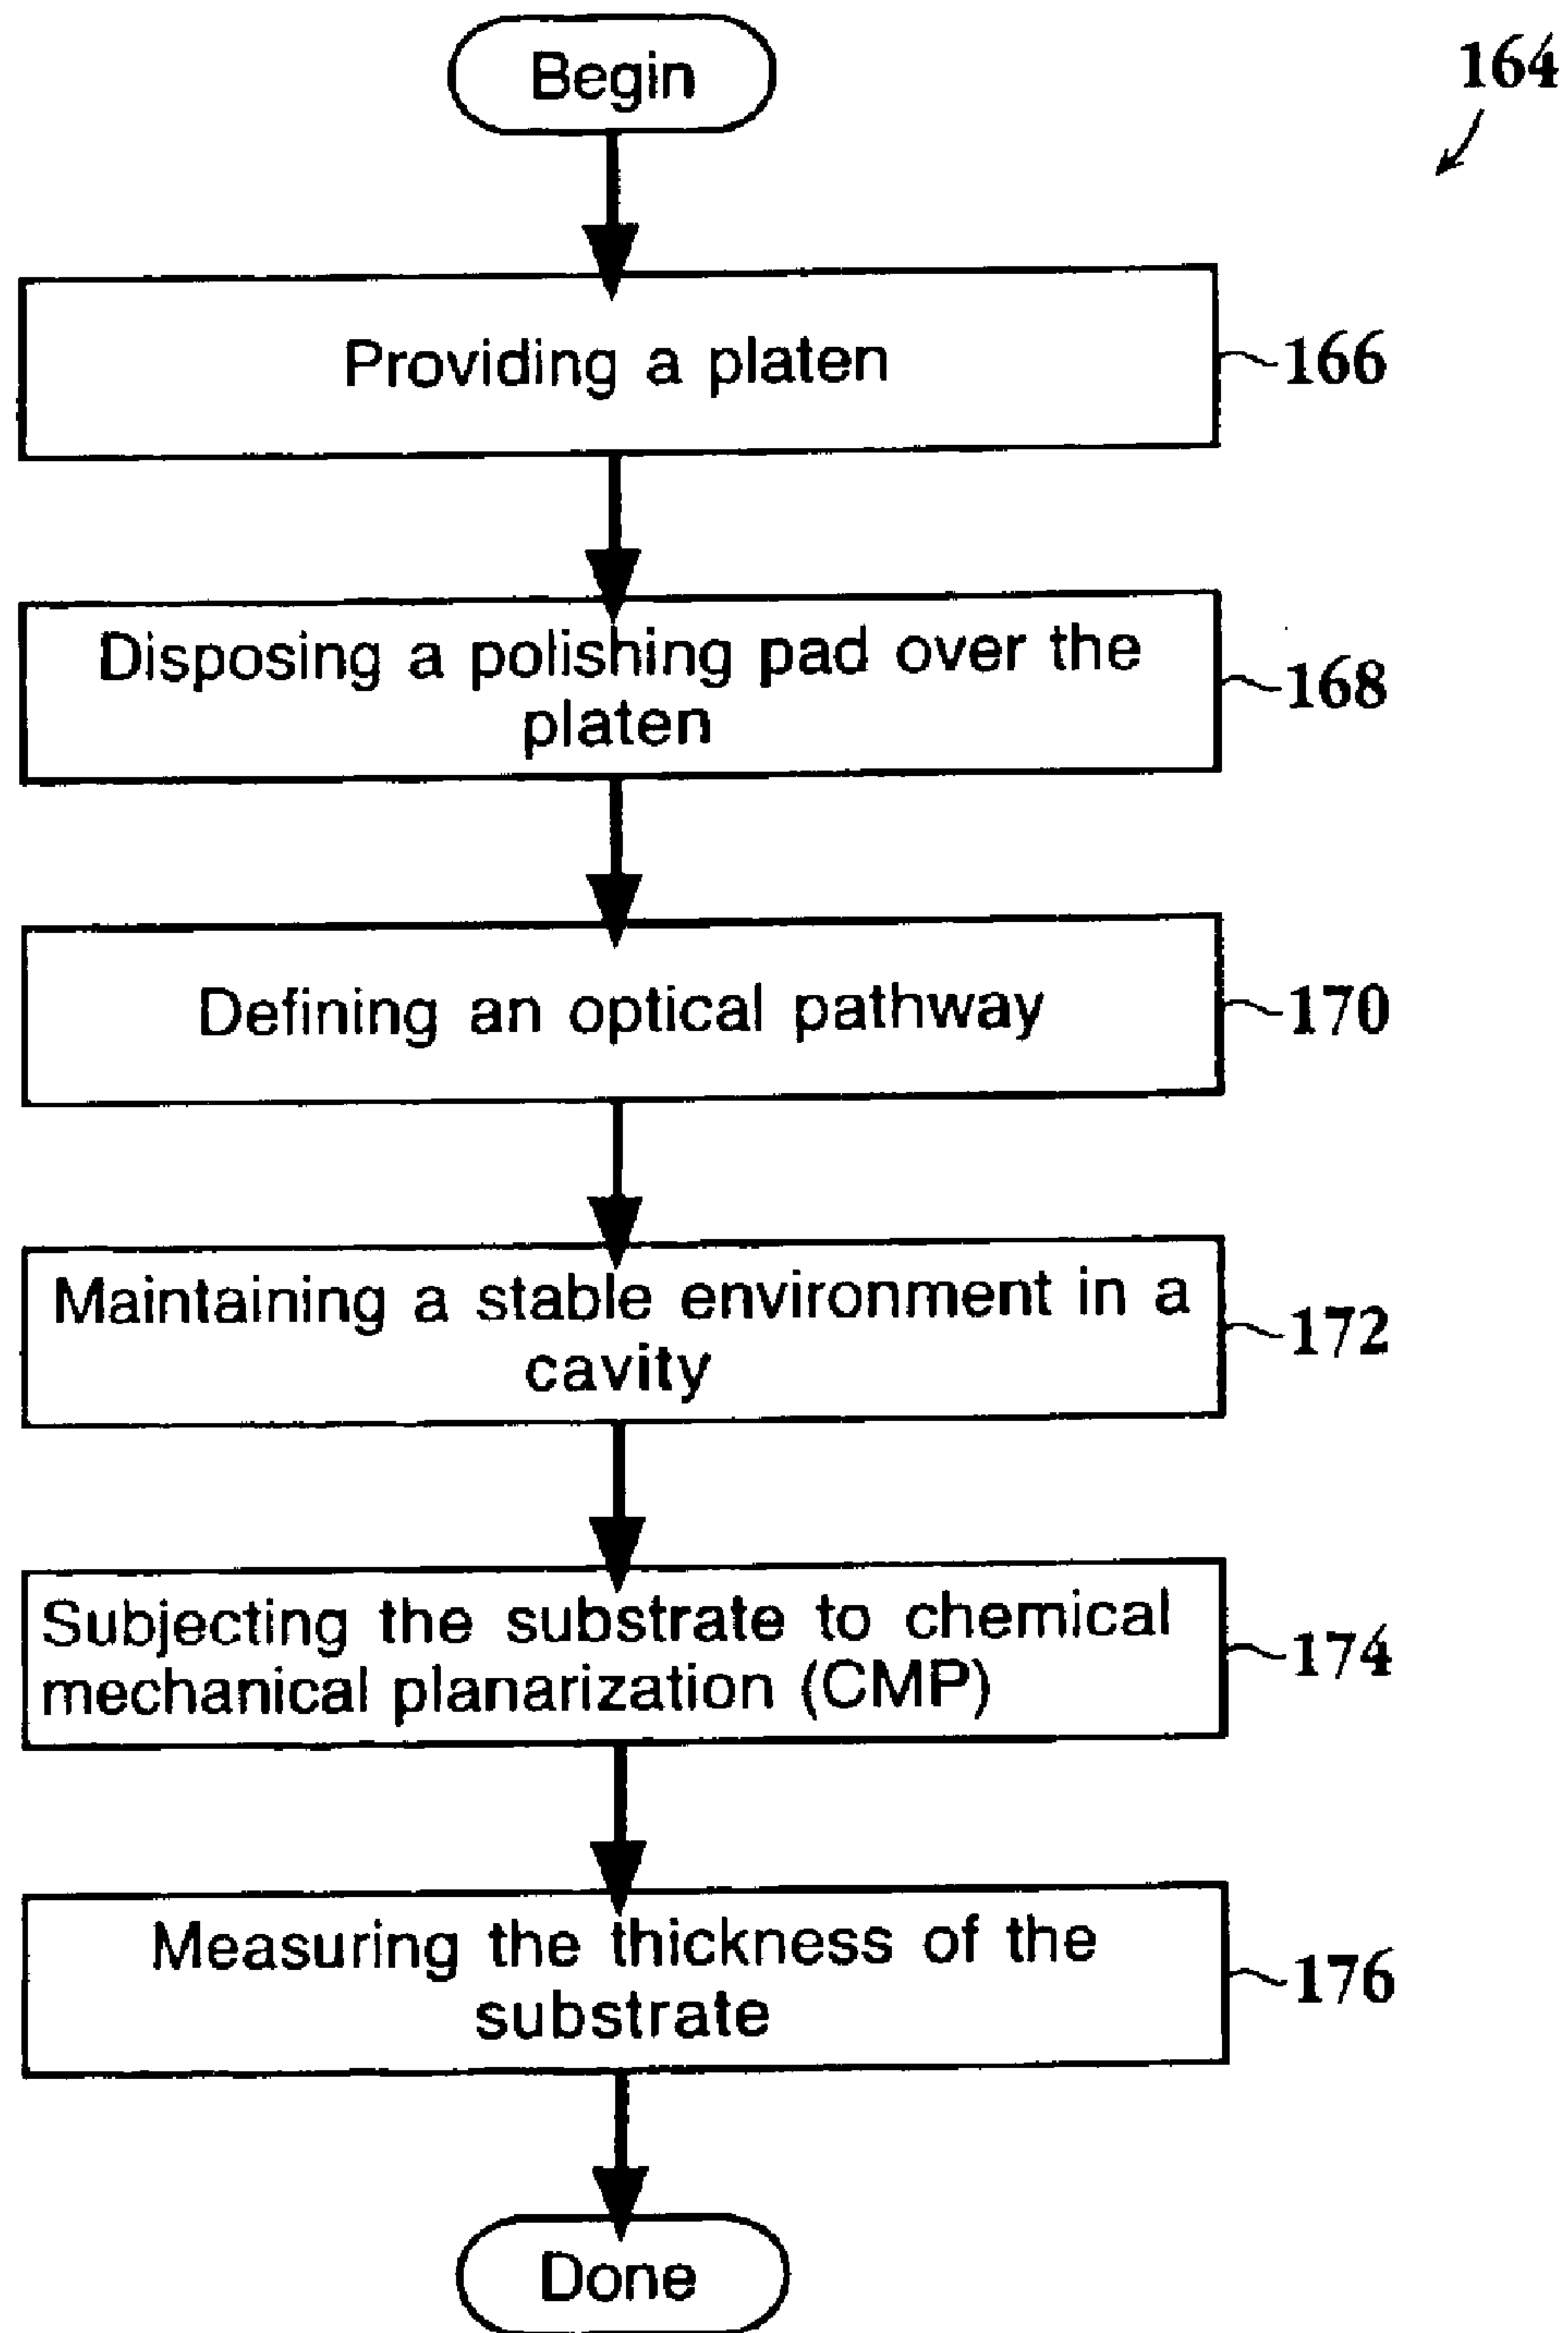 Begin
164
Providing a platen
166
Disposing a polishing pad over the
platen
168
Defining an optical pathway
170
Maintaining a stable environment in a
cavity
172
Subjecting the substrate to chemical
mechanical planarization (CMP)
174
Measuring the thickness of the
substrate
176
Done